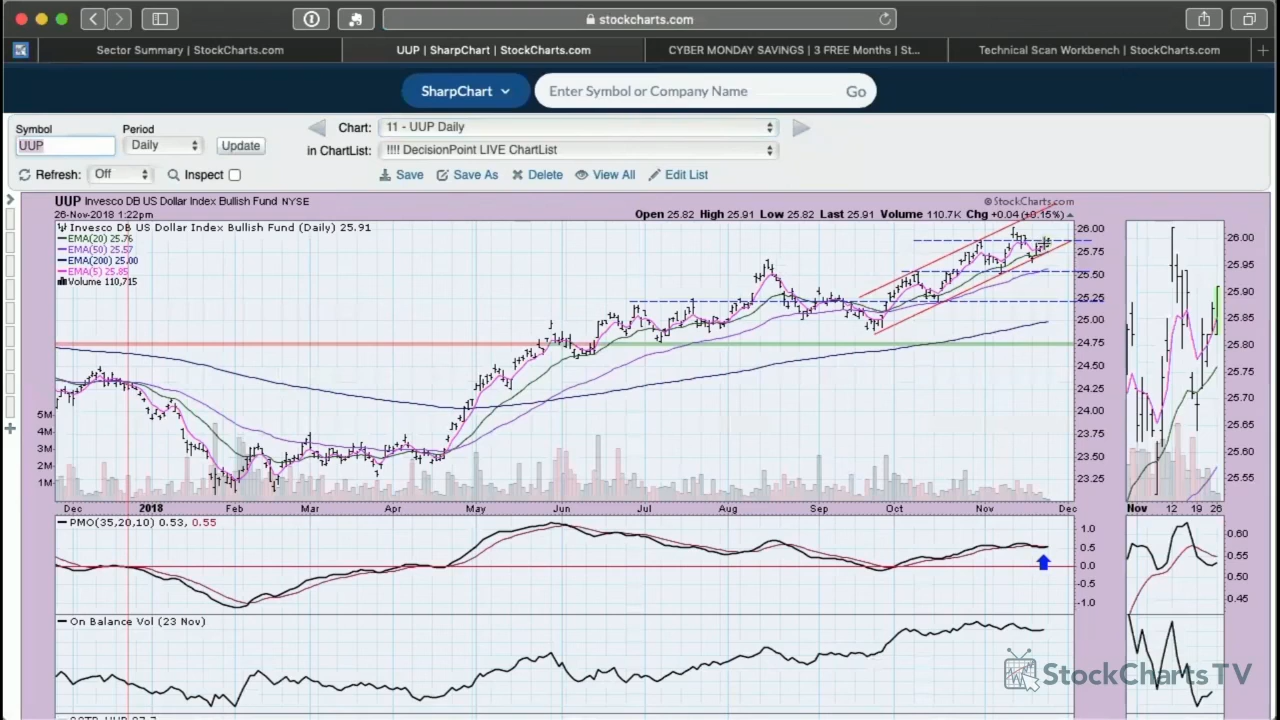 stockcharts.com
Sector Summary | StockCharts.com
UUP | SharpChart | StockCharts.com
CYBER MONDAY SAVINGS | 3 FREE Months | St...
Technical Scan Workbench | StockCharts.com
SharpChart
Enter Symbol or Company Name
Go
Symbol
Period
UUP
Daily
Update
Chart:
11 - UUP Daily
in ChartList:
!!!! DecisionPoint LIVE ChartList
Refresh:
Off
Inspect
Save
Save As
Delete
View All
Edit List
UUP Invesco DB US Dollar Index Bullish Fund NYSE
© StockCharts.com
26-Nov-2018 1:22pm
Open 25.82 High 25.91 Low 25.82 Last 25.91 Volume 110.7K Chg +0.04 (+0.15%)
Invesco DB US Dollar Index Bullish Fund (Daily) 25.91
EMA(20) 25.76
EMA(50) 25.57
EMA(200) 25.00
EMA(5) 25.85
Volume 110,715
26.00
25.75
25.50
25.25
25.00
24.75
24.50
24.25
24.00
23.75
23.50
23.25
5M
4M
3M
2M
1M
26.00
25.95
25.90
25.85
25.80
25.75
25.70
25.65
25.60
25.55
Dec 2018 Feb Mar Apr May Jun Jul Aug Sep Oct Nov Dec
Nov 12 19 26
PMO(35,20,10) 0.53, 0.55
1.0
0.5
0.0
-0.5
-1.0
0.60
0.55
0.50
0.45
On Balance Vol (23 Nov)
StockChartsTV